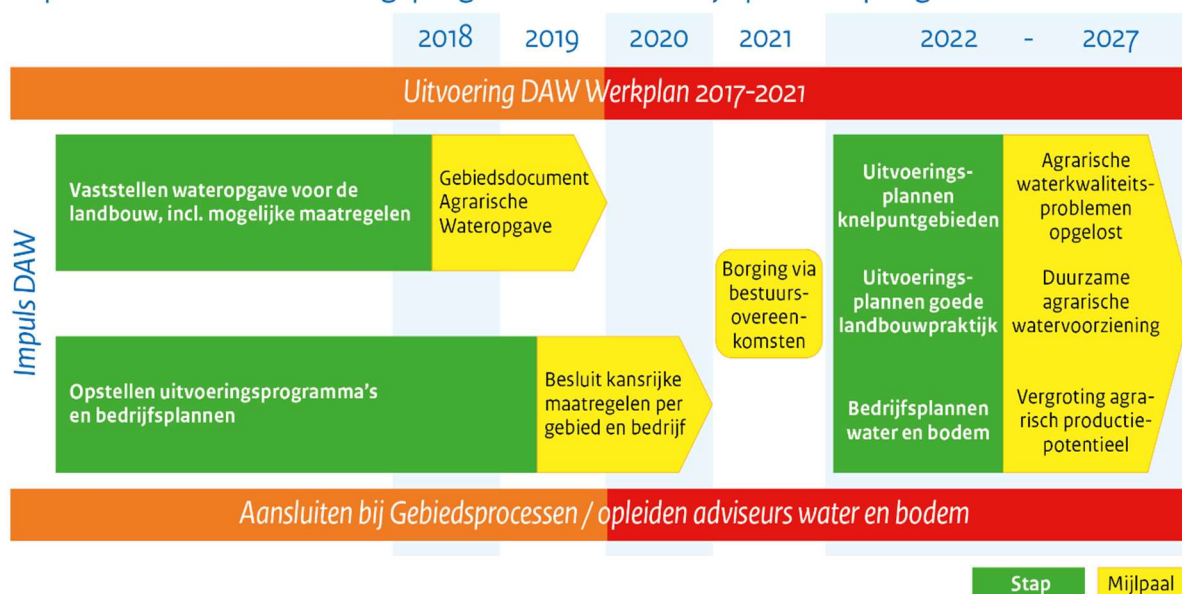 2018 2019 2020 2021 2022 - 2027
Uitvoering DAW Werkplan 2017-2021
Impuls DAW
Vaststellen wateropgave voor de
landbouw, incl. mogelijke maatregelen
Gebiedsdocument
Agrarische
Wateropgave
Opstellen uitvoeringsprogramma's
en bedrijfsplannen
Besluit kansrijke
maatregelen per
gebied en bedrijf
Borging via
bestuurs-
overeen-
komsten
Uitvoerings-
plannen
knelpuntgebieden
Uitvoerings-
plannen goede
landbouwpraktijk
Bedrijfsplannen
water en bodem
Agrarische
waterkwaliteits-
problemen
opgelost
Duurzame
agrarische
watervoorziening
Vergroting agra-
risch productie-
potentieel
Aansluiten bij Gebiedsprocessen / opleiden adviseurs water en bodem
Stap
Mijlpaal